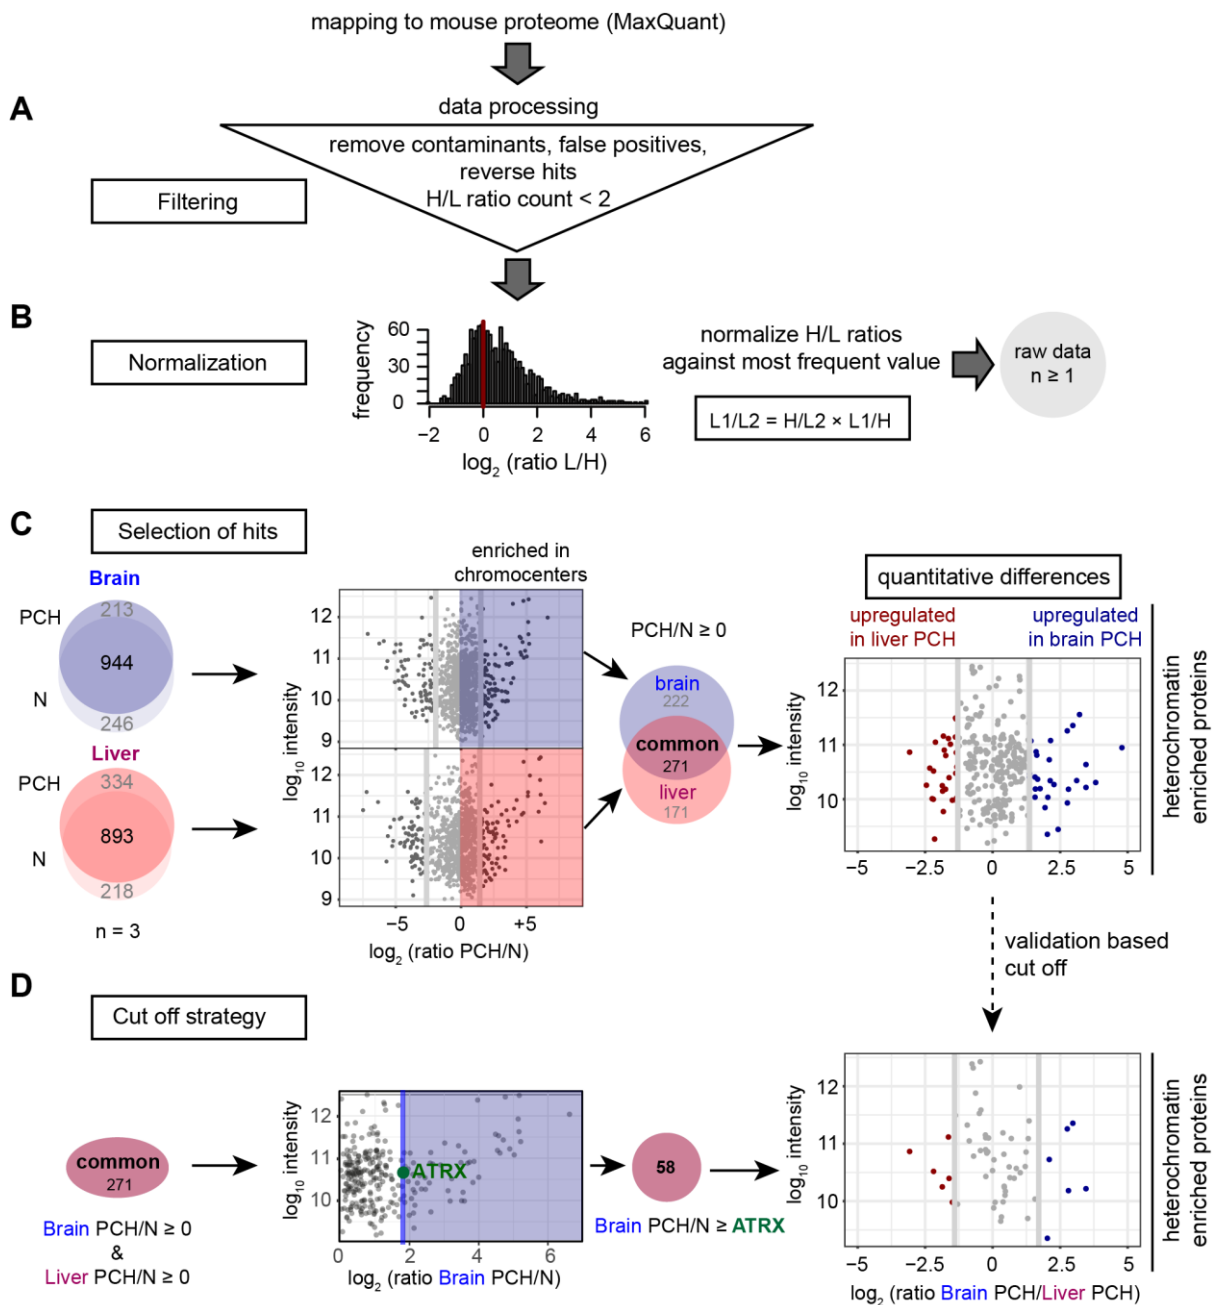 mapping to mouse proteome (MaxQuant)
A
data processing
remove contaminants, false positives,
reverse hits
H/L ratio count < 2
Filtering
B
Normalization
frequency
60
30
0
−2
0
2
4
6
log2 (ratio L/H)
normalize H/L ratios
against most frequent value
L1/L2 = H/L2 × L1/H
raw data
n ≥ 1
C
Selection of hits
Brain
PCH
213
944
N
246
Liver
PCH
334
893
N
218
n = 3
enriched in
chromocenters
log10 intensity
12
11
10
9
12
11
10
9
−5
0
+5
log2 (ratio PCH/N)
PCH/N ≥ 0
brain
222
common
271
liver
171
quantitative differences
upregulated
in liver PCH
upregulated
in brain PCH
log10 intensity
12
11
10
−5
−2.5
0
2.5
5
heterochromatin
enriched proteins
validation based
cut off
D
Cut off strategy
common
271
Brain PCH/N ≥ 0
&
Liver PCH/N ≥ 0
log10 intensity
12
11
10
ATRX
0
2
4
6
log2 (ratio Brain PCH/N)
58
Brain PCH/N ≥ ATRX
log10 intensity
12
11
10
−5
−2.5
0
2.5
5
log2 (ratio Brain PCH/Liver PCH)
heterochromatin
enriched proteins